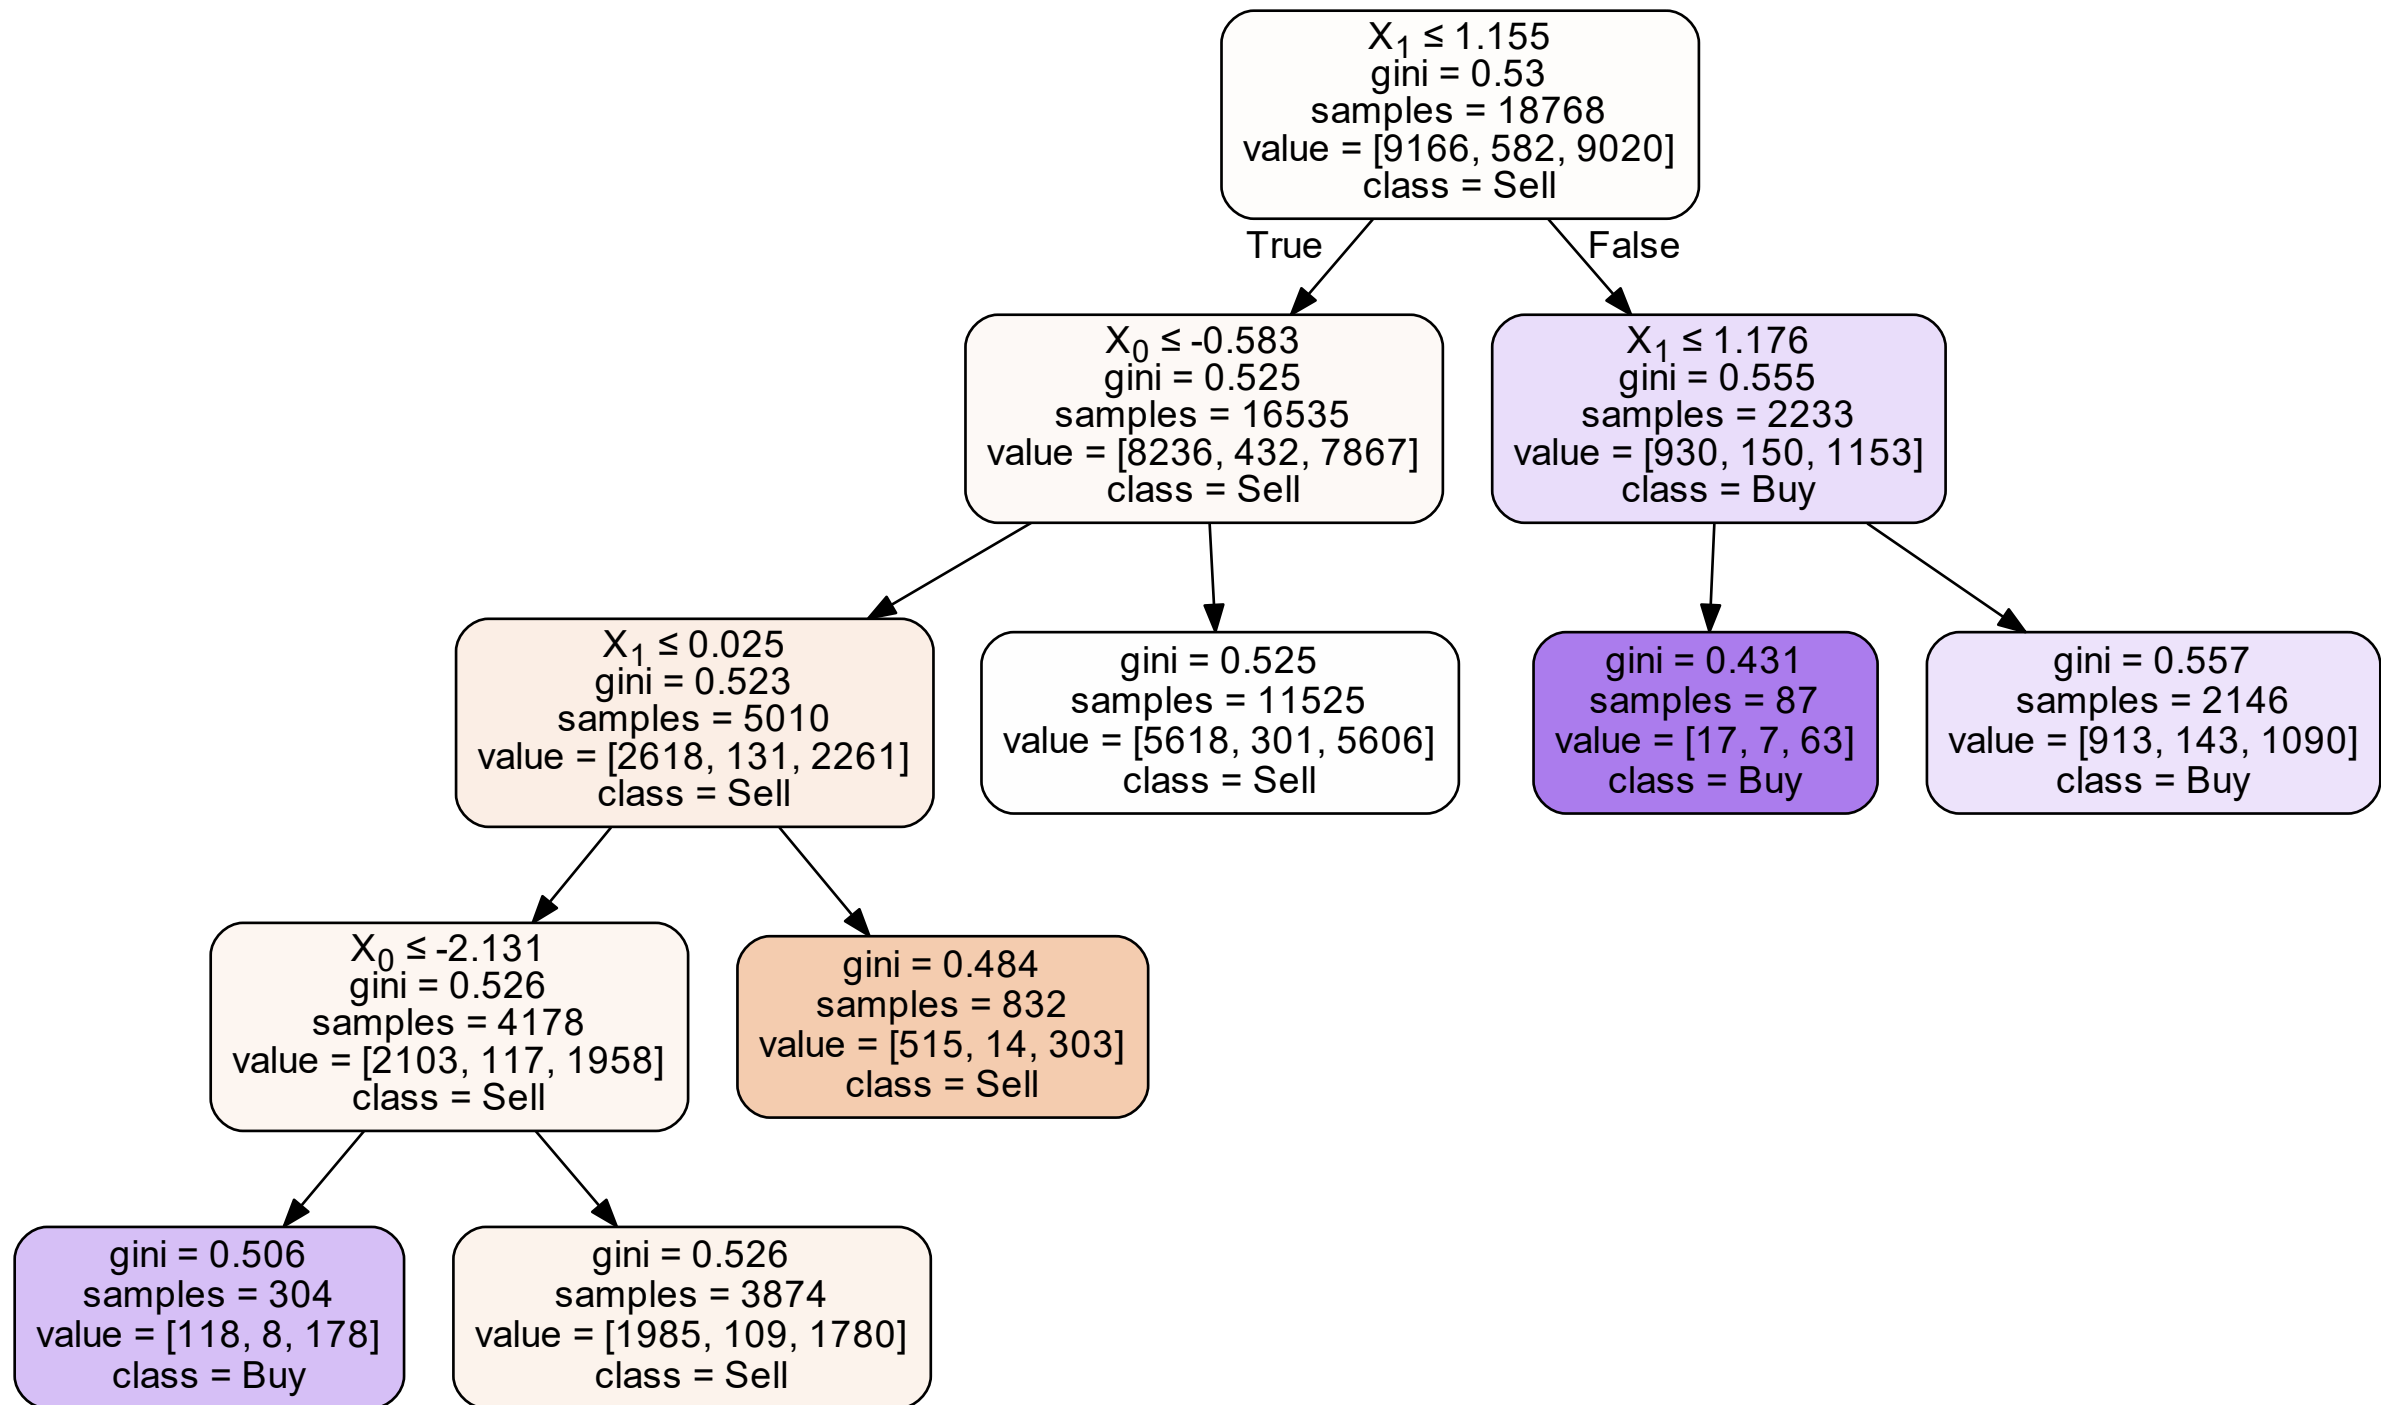 X₁ ≤ 1.155
gini = 0.53
samples = 18768
value = [9166, 582, 9020]
class = Sell
True
False
X₀ ≤ -0.583
gini = 0.525
samples = 16535
value = [8236, 432, 7867]
class = Sell
X₁ ≤ 1.176
gini = 0.555
samples = 2233
value = [930, 150, 1153]
class = Buy
X₁ ≤ 0.025
gini = 0.523
samples = 5010
value = [2618, 131, 2261]
class = Sell
gini = 0.525
samples = 11525
value = [5618, 301, 5606]
class = Sell
gini = 0.431
samples = 87
value = [17, 7, 63]
class = Buy
gini = 0.557
samples = 2146
value = [913, 143, 1090]
class = Buy
X₀ ≤ -2.131
gini = 0.526
samples = 4178
value = [2103, 117, 1958]
class = Sell
gini = 0.484
samples = 832
value = [515, 14, 303]
class = Sell
gini = 0.506
samples = 304
value = [118, 8, 178]
class = Buy
gini = 0.526
samples = 3874
value = [1985, 109, 1780]
class = Sell